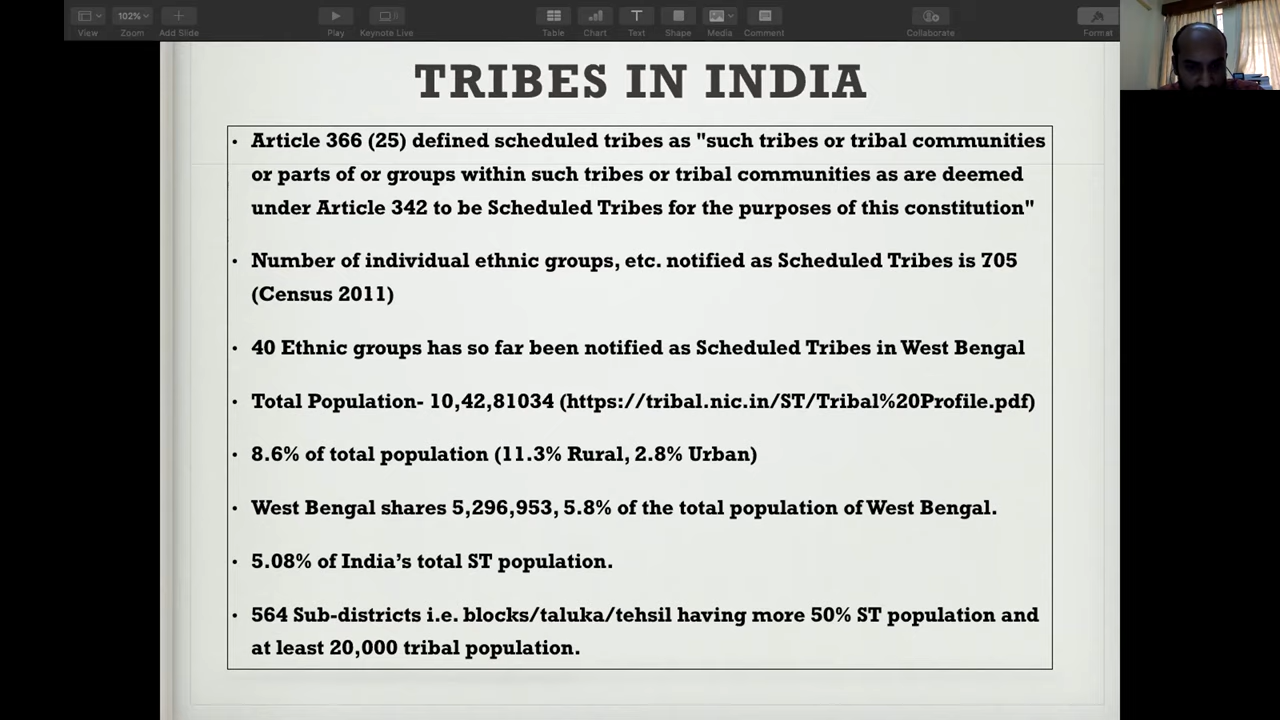 102%
View Zoom Add Slide Play Keynote Live Table Chart Text Shape Media Comment Collaborate Format
TRIBES IN INDIA
• Article 366 (25) defined scheduled tribes as "such tribes or tribal communities
or parts of or groups within such tribes or tribal communities as are deemed
under Article 342 to be Scheduled Tribes for the purposes of this constitution"
• Number of individual ethnic groups, etc. notified as Scheduled Tribes is 705
(Census 2011)
• 40 Ethnic groups has so far been notified as Scheduled Tribes in West Bengal
• Total Population- 10,42,81034 (https://tribal.nic.in/ST/Tribal%20Profile.pdf)
• 8.6% of total population (11.3% Rural, 2.8% Urban)
• West Bengal shares 5,296,953, 5.8% of the total population of West Bengal.
• 5.08% of India’s total ST population.
• 564 Sub-districts i.e. blocks/taluka/tehsil having more 50% ST population and
at least 20,000 tribal population.